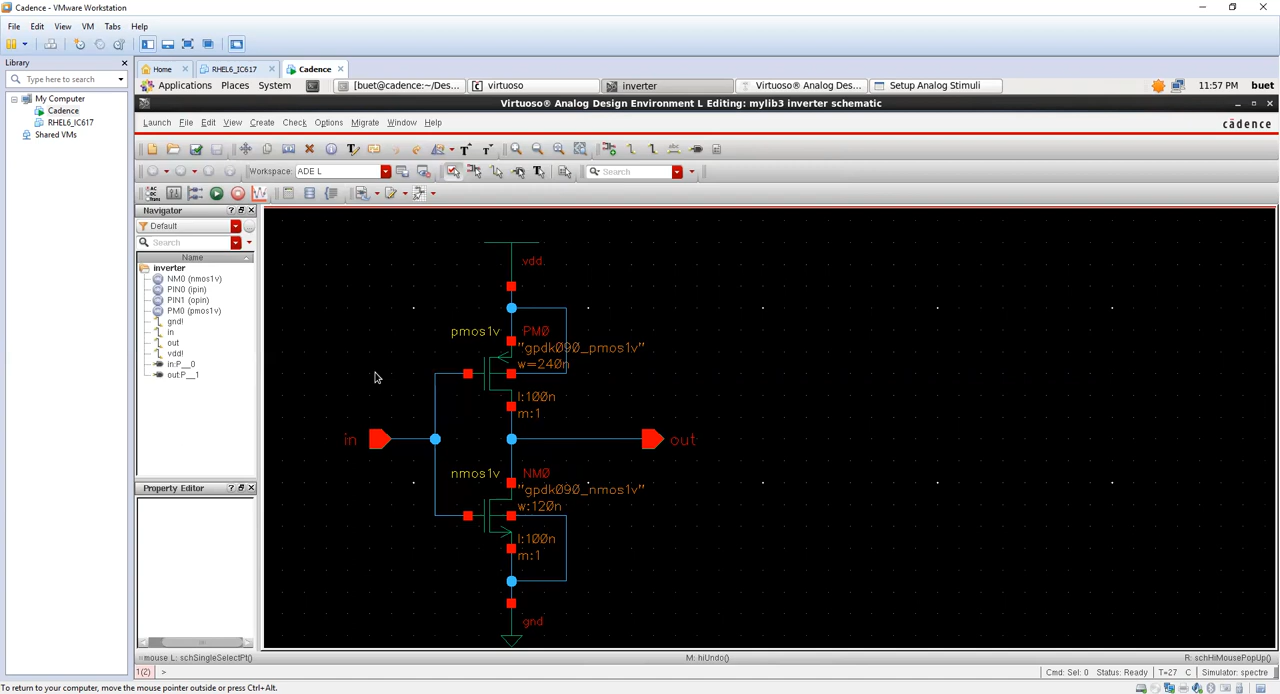 Cadence - VMware Workstation
File Edit View VM Tabs Help
Library
Type here to search
My Computer
Cadence
RHEL6_IC617
Shared VMs
Home RHEL6_IC617 Cadence
Applications Places System [buet@cadence:~/Des... virtuoso inverter Virtuoso® Analog Des... Setup Analog Stimuli 11:57 PM buet
Virtuoso® Analog Design Environment L Editing: mylib3 inverter schematic
Launch File Edit View Create Check Options Migrate Window Help cādence
Workspace: ADE L Search
Navigator
Default
Search
Name
inverter
NM0 (nmos1v)
PIN0 (ipin)
PIN1 (opin)
PM0 (pmos1v)
gnd!
in
out
vdd!
in:P__0
out:P__1
Property Editor
vdd
pmos1v PM0
"gpdk090_pmos1v"
w=240n
l:100n
m:1
in out
nmos1v NM0
"gpdk090_nmos1v"
w:120n
l:100n
m:1
gnd
mouse L: schSingleSelectPt() M: hiUndo() R: schHiMousePopUp()
1(2) > Cmd: Sel: 0 Status: Ready T=27 C Simulator: spectre
To return to your computer, move the mouse pointer outside or press Ctrl+Alt.